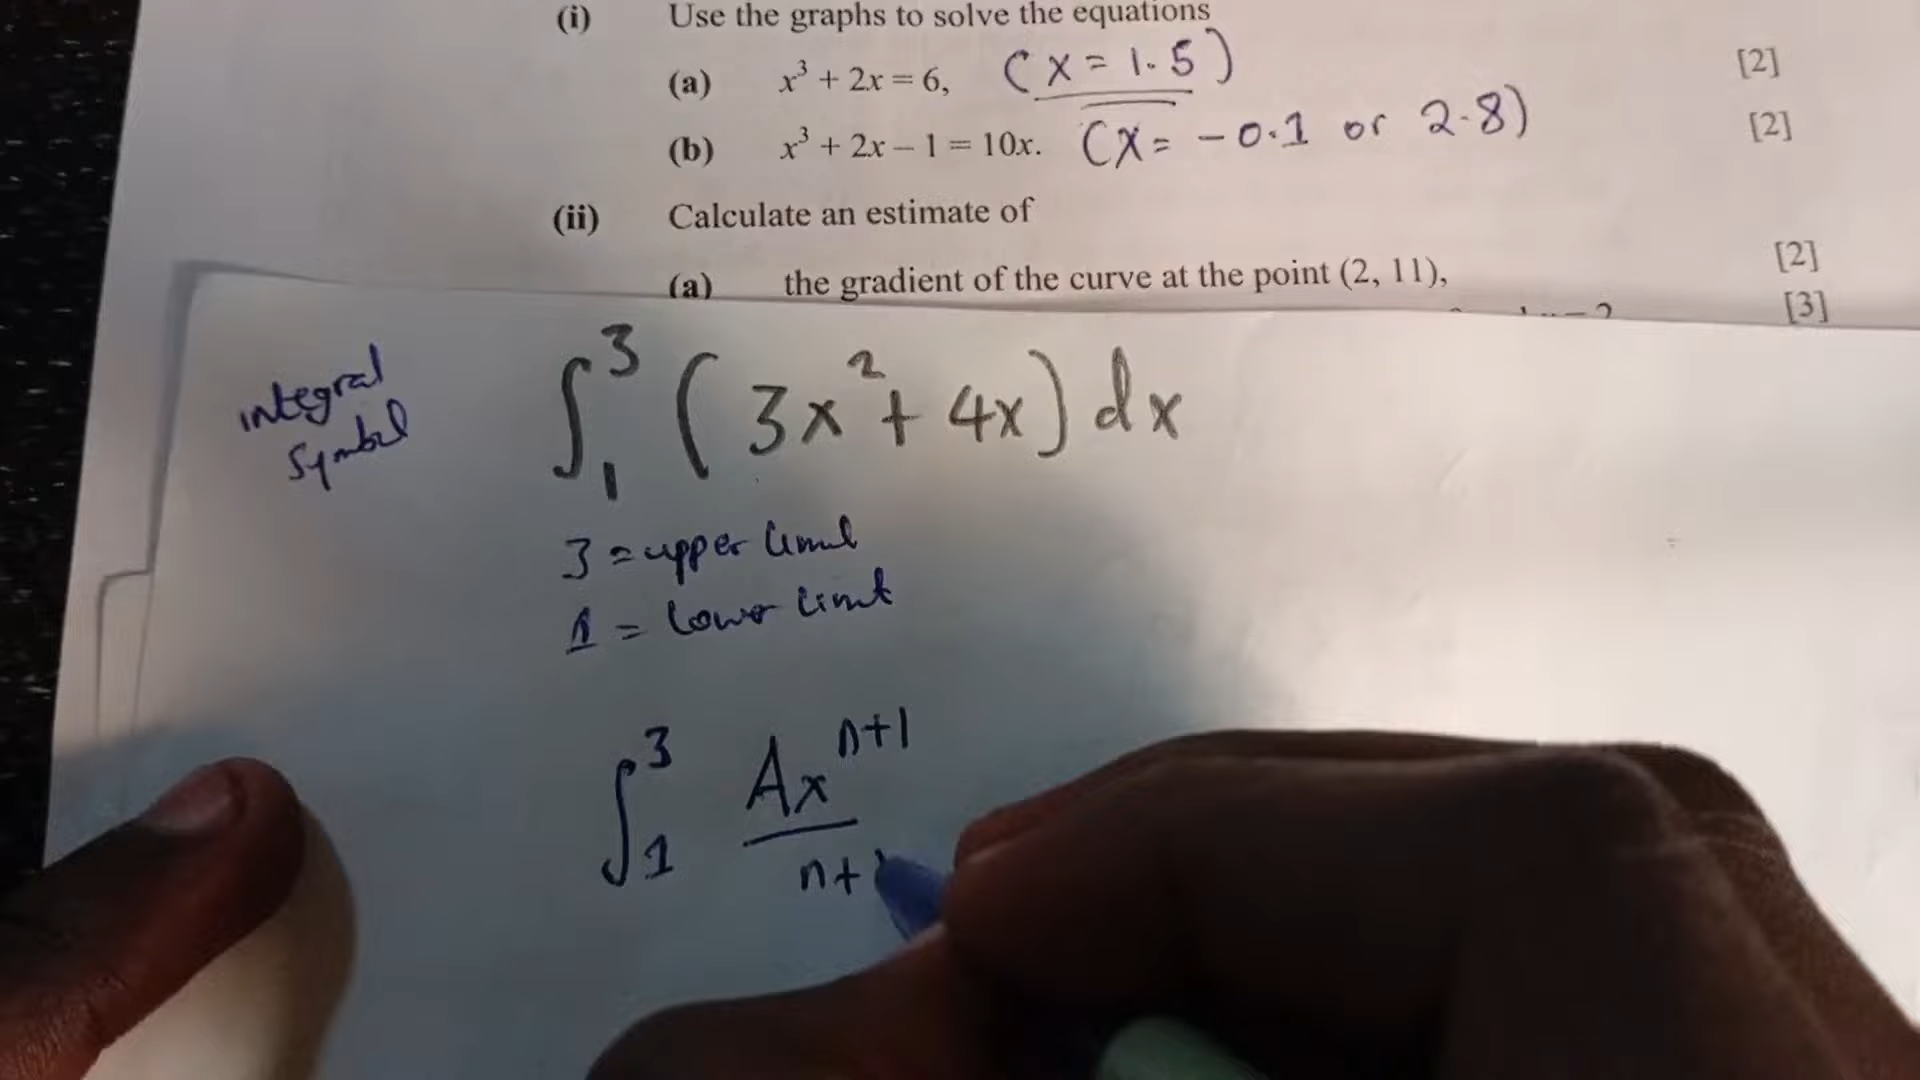 (i) Use the graphs to solve the equations
(a) x³ + 2x = 6, (x = 1.5) [2]
(b) x³ + 2x – 1 = 10x. (x = -0.1 or 2.8) [2]
(ii) Calculate an estimate of
(a) the gradient of the curve at the point (2, 11), [2]
[3]
integral
symbol
∫₁³ (3x² + 4x) dx
3 = upper limit
1 = lower limit
∫₁³ Ax^(n+1)
n+